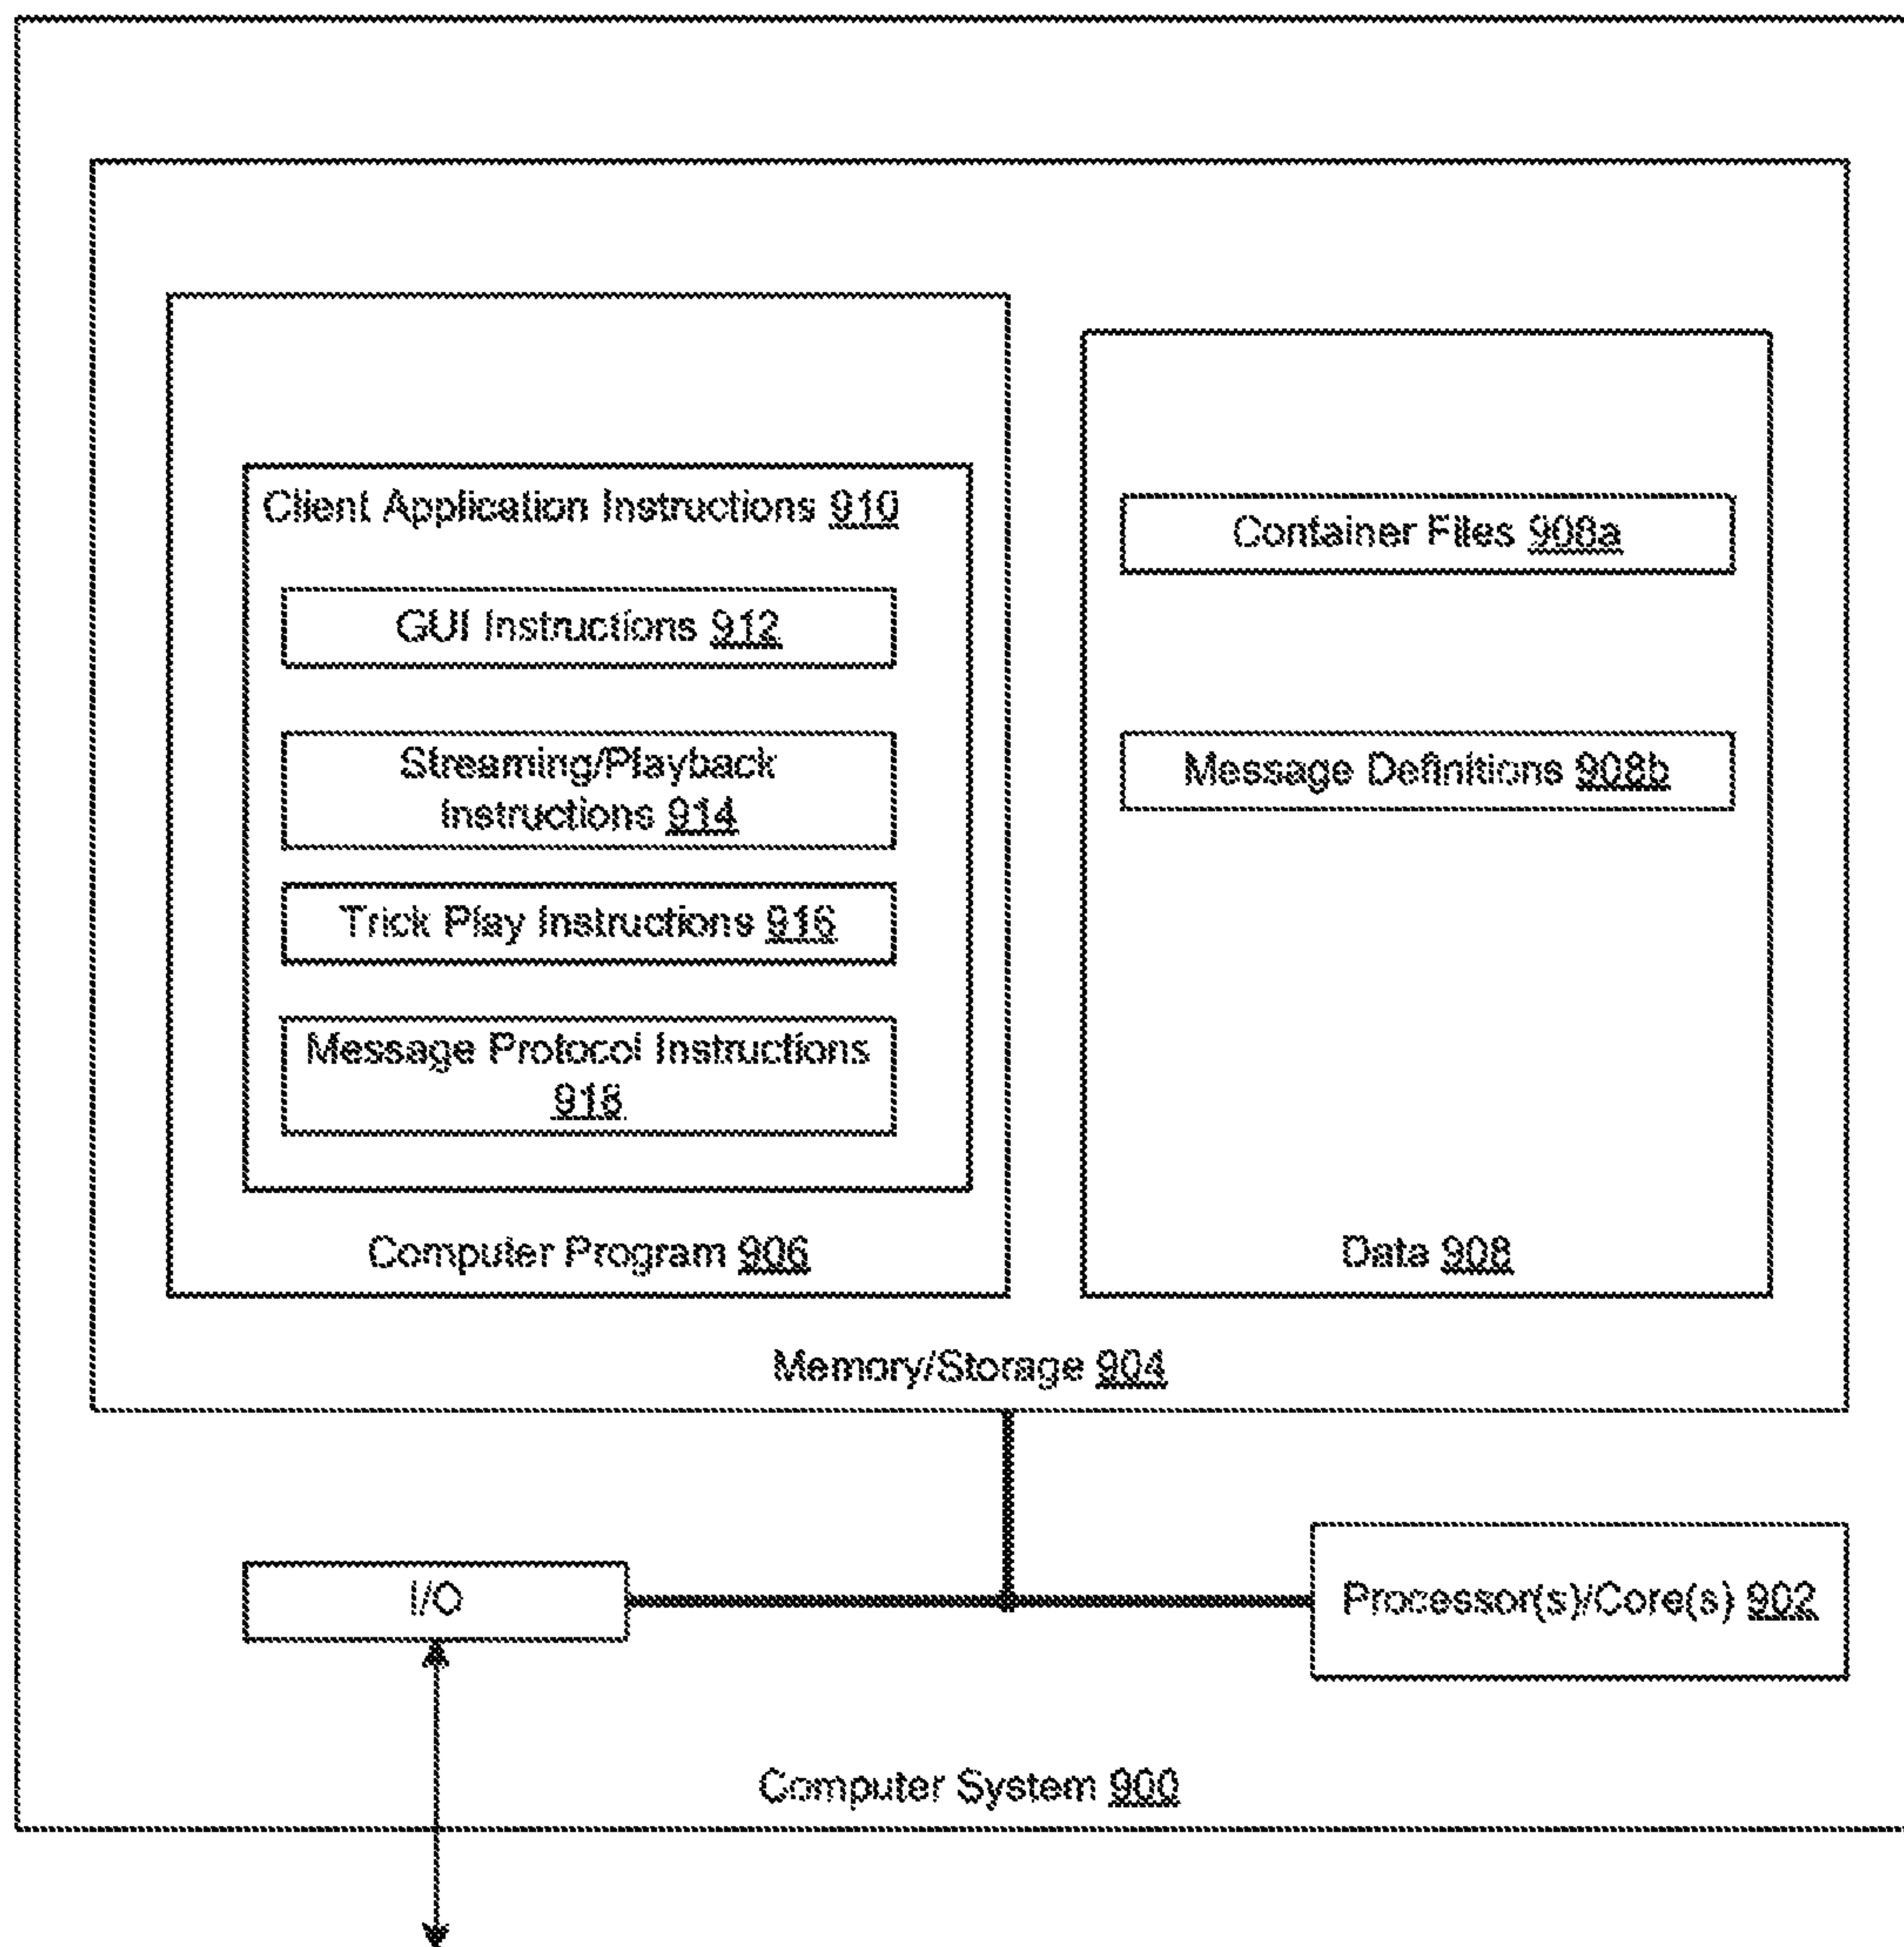 Client Application Instructions 910
GUI Instructions 912
Streaming/Playback
Instructions 914
Trick Play Instructions 916
Message Protocol Instructions
918
Computer Program 906
Container Files 908a
Message Definitions 908b
Data 908
Memory/Storage 904
I/O
Processor(s)/Core(s) 902
Computer System 900